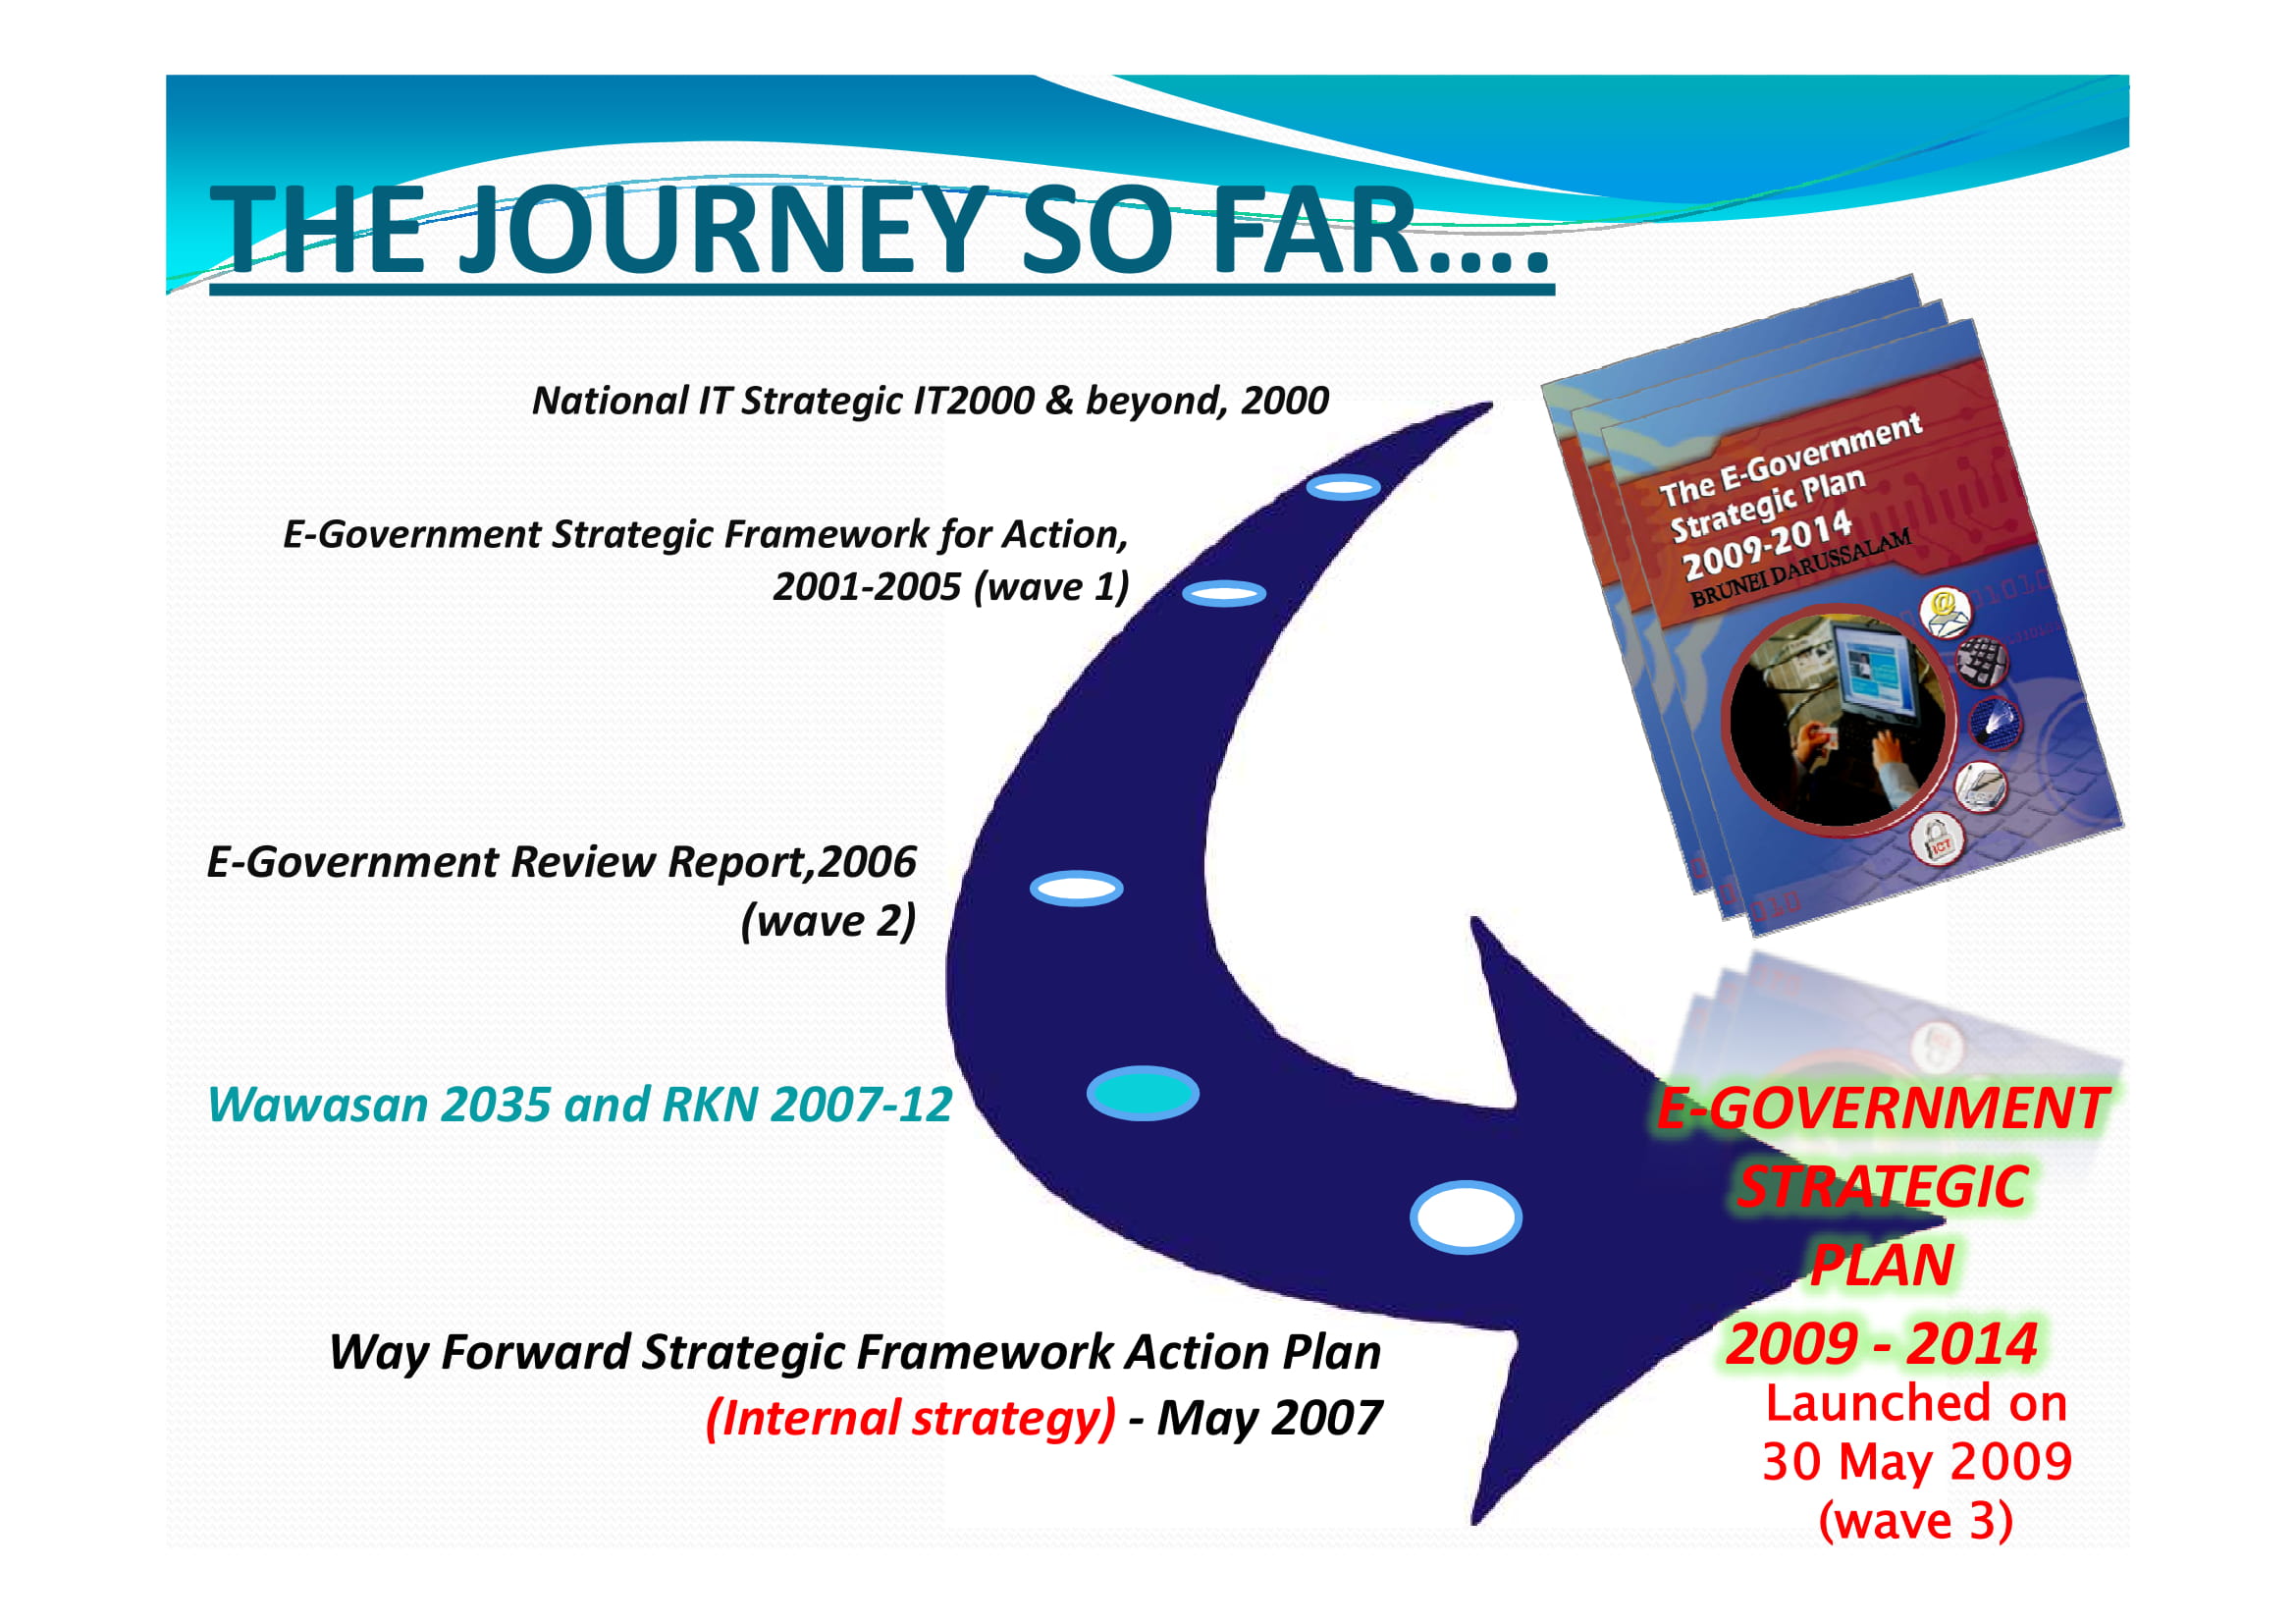 THE JOURNEY SO FAR....
National IT Strategic IT2000 & beyond, 2000
E-Government Strategic Framework for Action,
2001-2005 (wave 1)
E-Government Review Report,2006
(wave 2)
Wawasan 2035 and RKN 2007-12
Way Forward Strategic Framework Action Plan
(Internal strategy) - May 2007
The E-Government
Strategic Plan
2009-2014
BRUNEI DARUSSALAM
ICT
010
E-GOVERNMENT
STRATEGIC
PLAN
2009 - 2014
Launched on
30 May 2009
(wave 3)